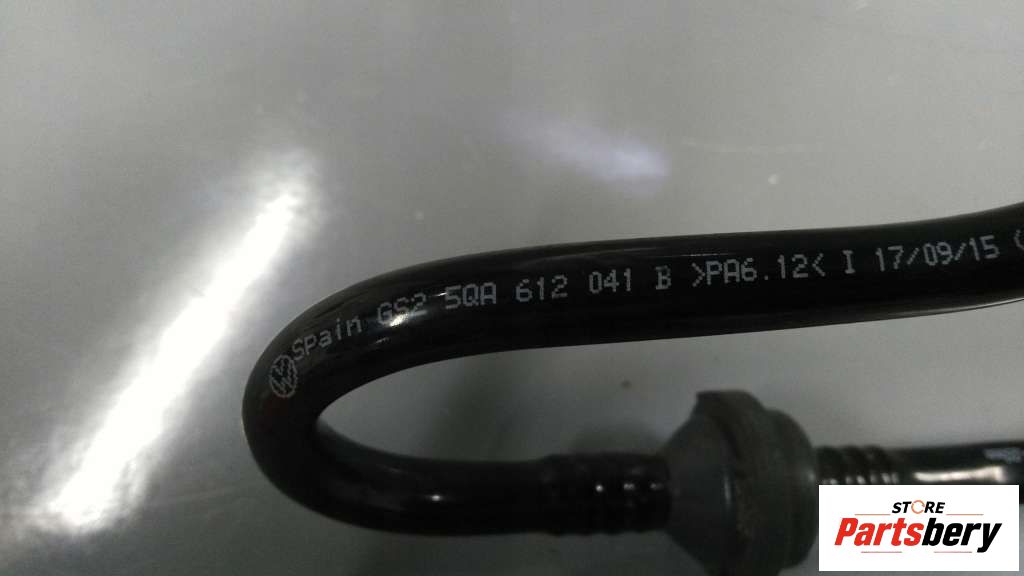 SPain GS2 5QA 612 041 B >PA6.12< I 17/09/15
STORE
Partsbery